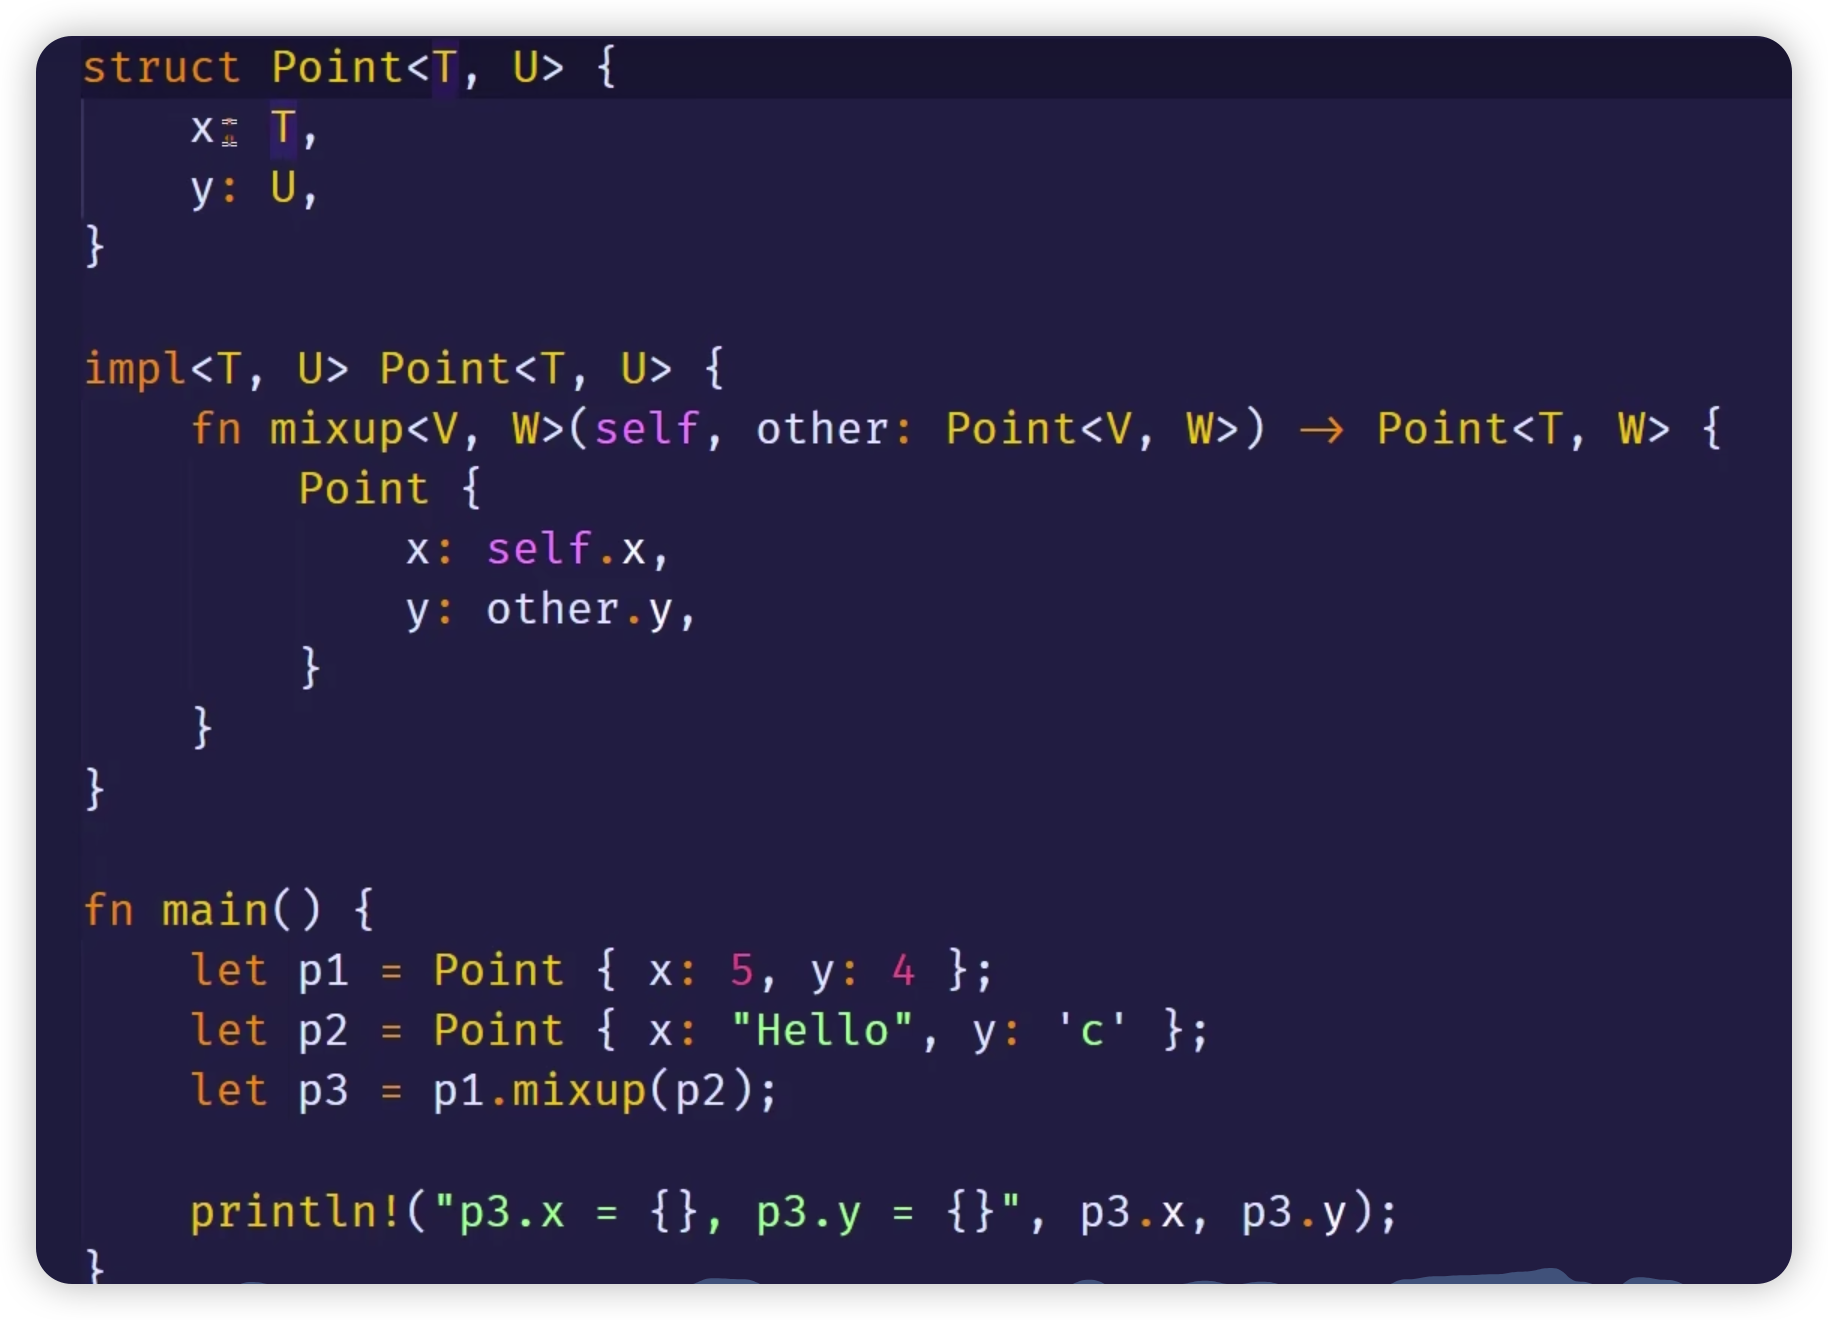 struct Point<T, U> {
    x: T,
    y: U,
}

impl<T, U> Point<T, U> {
    fn mixup<V, W>(self, other: Point<V, W>) -> Point<T, W> {
        Point {
            x: self.x,
            y: other.y,
        }
    }
}

fn main() {
    let p1 = Point { x: 5, y: 4 };
    let p2 = Point { x: "Hello", y: 'c' };
    let p3 = p1.mixup(p2);

    println!("p3.x = {}, p3.y = {}", p3.x, p3.y);
}